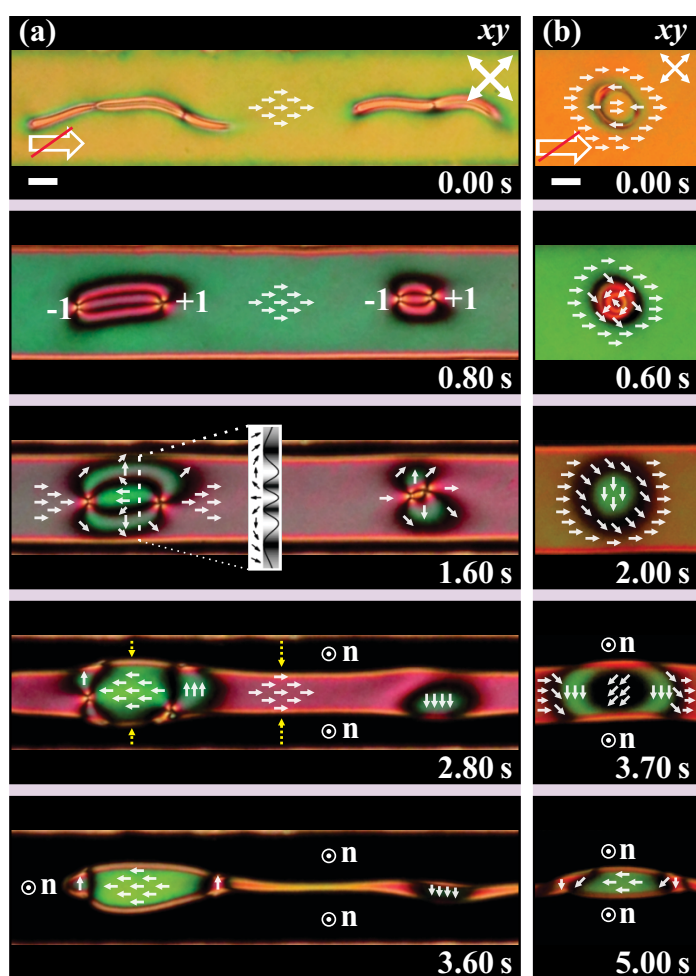 (a) xy
0.00 s
-1 +1 -1 +1
0.80 s
1.60 s
⊙n
⊙n
2.80 s
⊙n
⊙n
⊙n
3.60 s
(b) xy
0.00 s
0.60 s
2.00 s
⊙n
⊙n
3.70 s
⊙n
⊙n
5.00 s